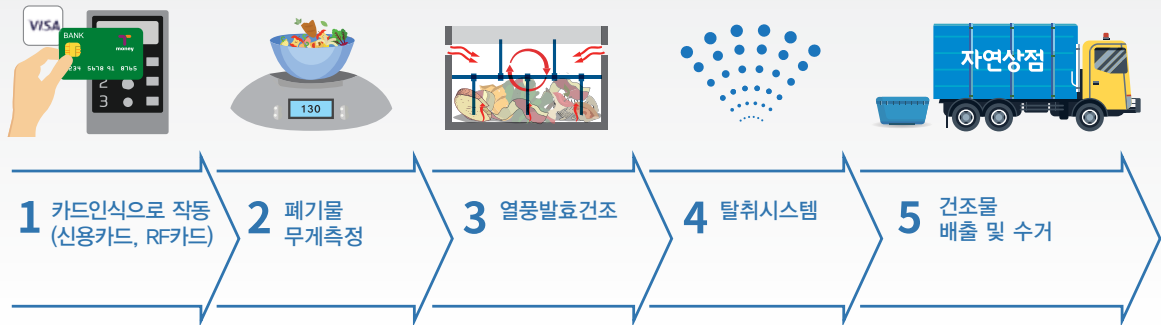 VISA
BANK
money
1234 5678 91 8765
2
3
130
자연상점
1 카드인식으로 작동
(신용카드, RF카드)
2 폐기물
무게측정
3 열풍발효건조
4 탈취시스템
5 건조물
배출 및 수거